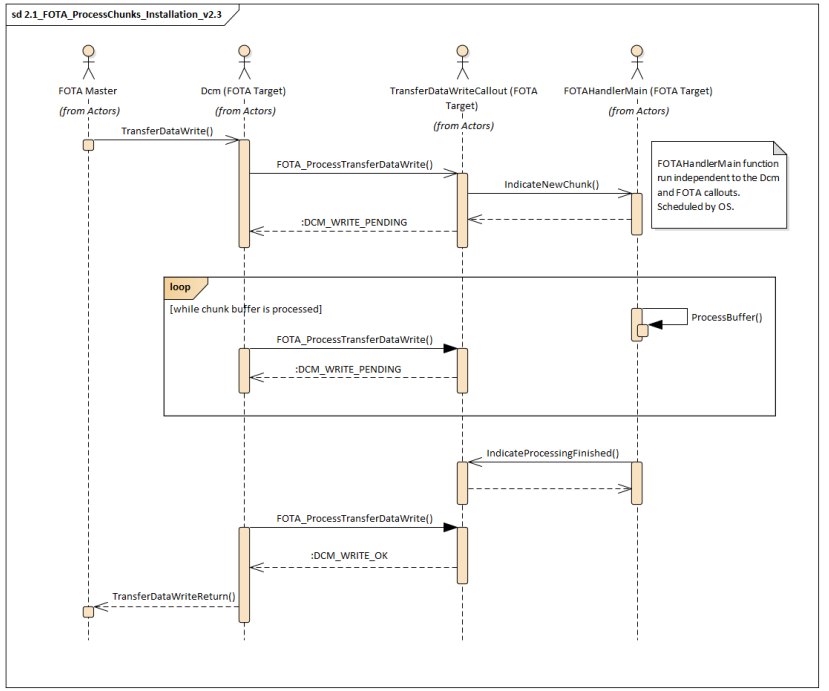 sd 2.1_FOTA_ProcessChunks_Installation_v2.3
FOTA Master
(from Actors)
Dcm (FOTA Target)
(from Actors)
TransferDataWriteCallout (FOTA
Target)
(from Actors)
FOTAHandlerMain (FOTA Target)
(from Actors)
TransferDataWrite()
FOTA_ProcessTransferDataWrite()
IndicateNewChunk()
FOTAHandlerMain function
run independent to the Dcm
and FOTA callouts.
Scheduled by OS.
:DCM_WRITE_PENDING
loop
[while chunk buffer is processed]
ProcessBuffer()
FOTA_ProcessTransferDataWrite()
:DCM_WRITE_PENDING
IndicateProcessingFinished()
FOTA_ProcessTransferDataWrite()
:DCM_WRITE_OK
TransferDataWriteReturn()